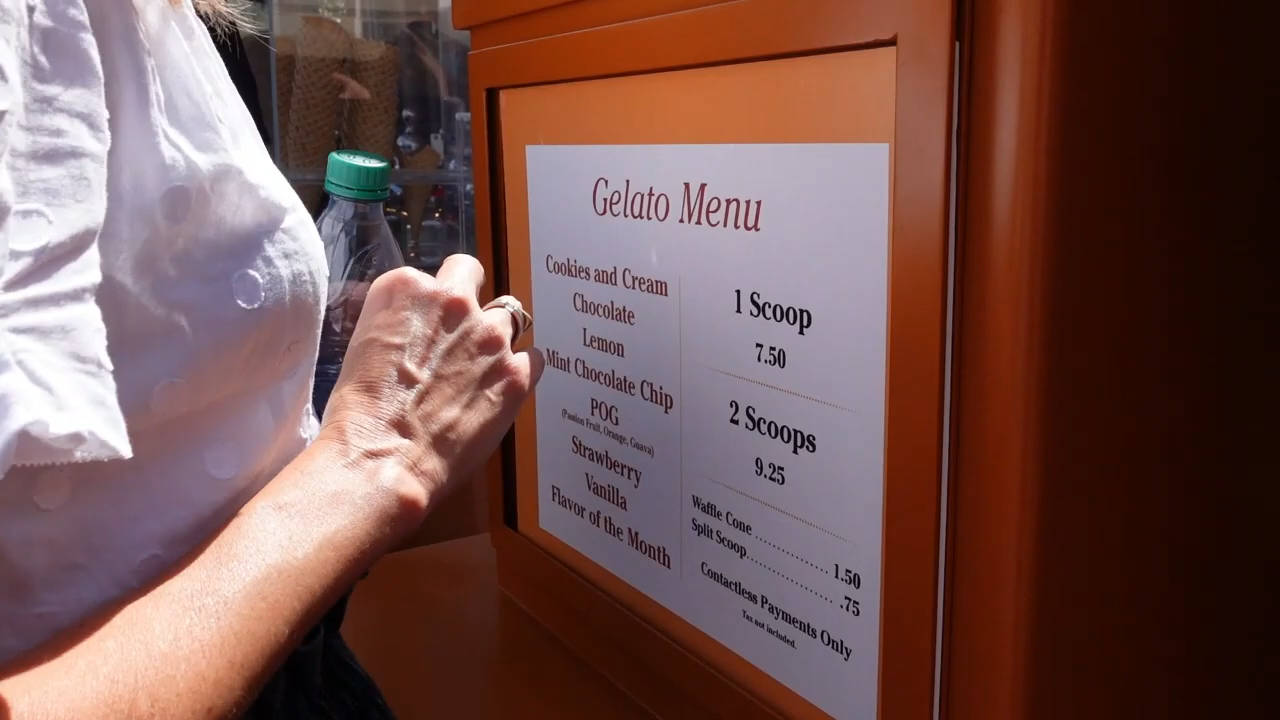 Gelato Menu
Cookies and Cream
Chocolate
Lemon
Mint Chocolate Chip
POG
(Passion Fruit, Orange, Guava)
Strawberry
Vanilla
Flavor of the Month
1 Scoop
7.50
2 Scoops
9.25
Waffle Cone ............ 1.50
Split Scoop............... .75
Contactless Payments Only
Tax not included.